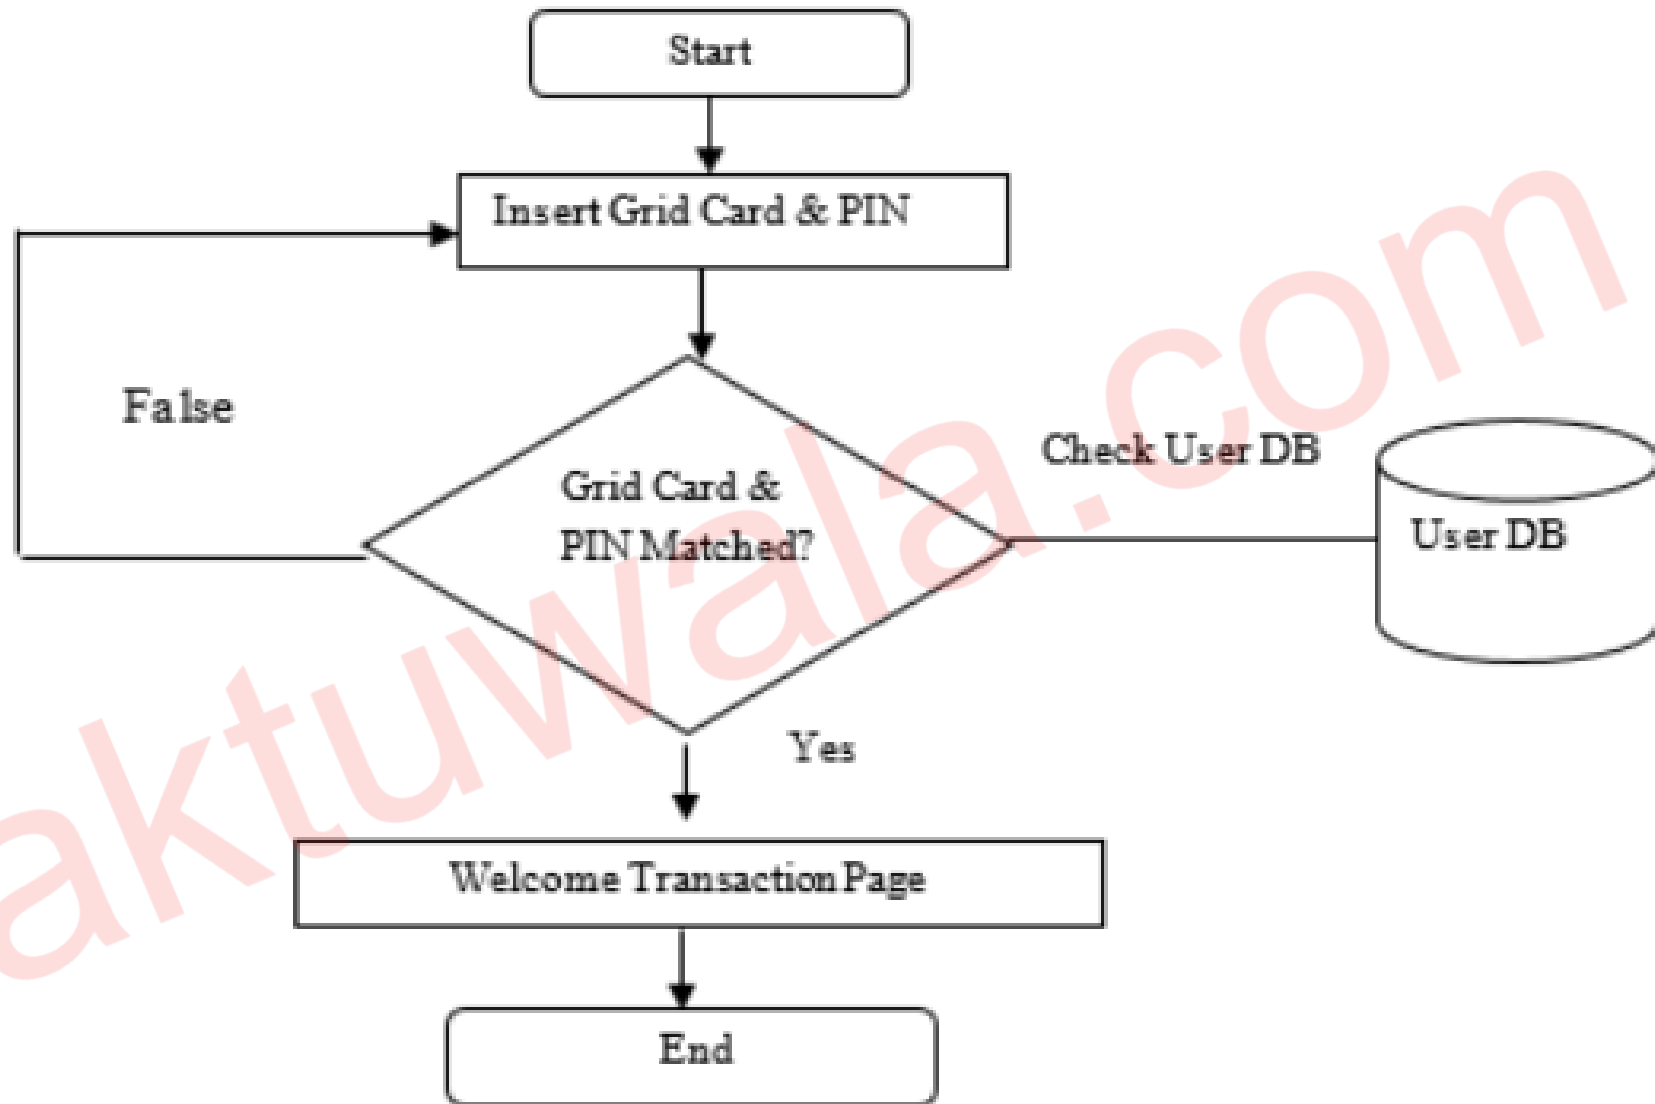 Start
Insert Grid Card & PIN
False
Grid Card &
PIN Matched?
Check User DB
User DB
Yes
Welcome Transaction Page
End
aktuwala.com